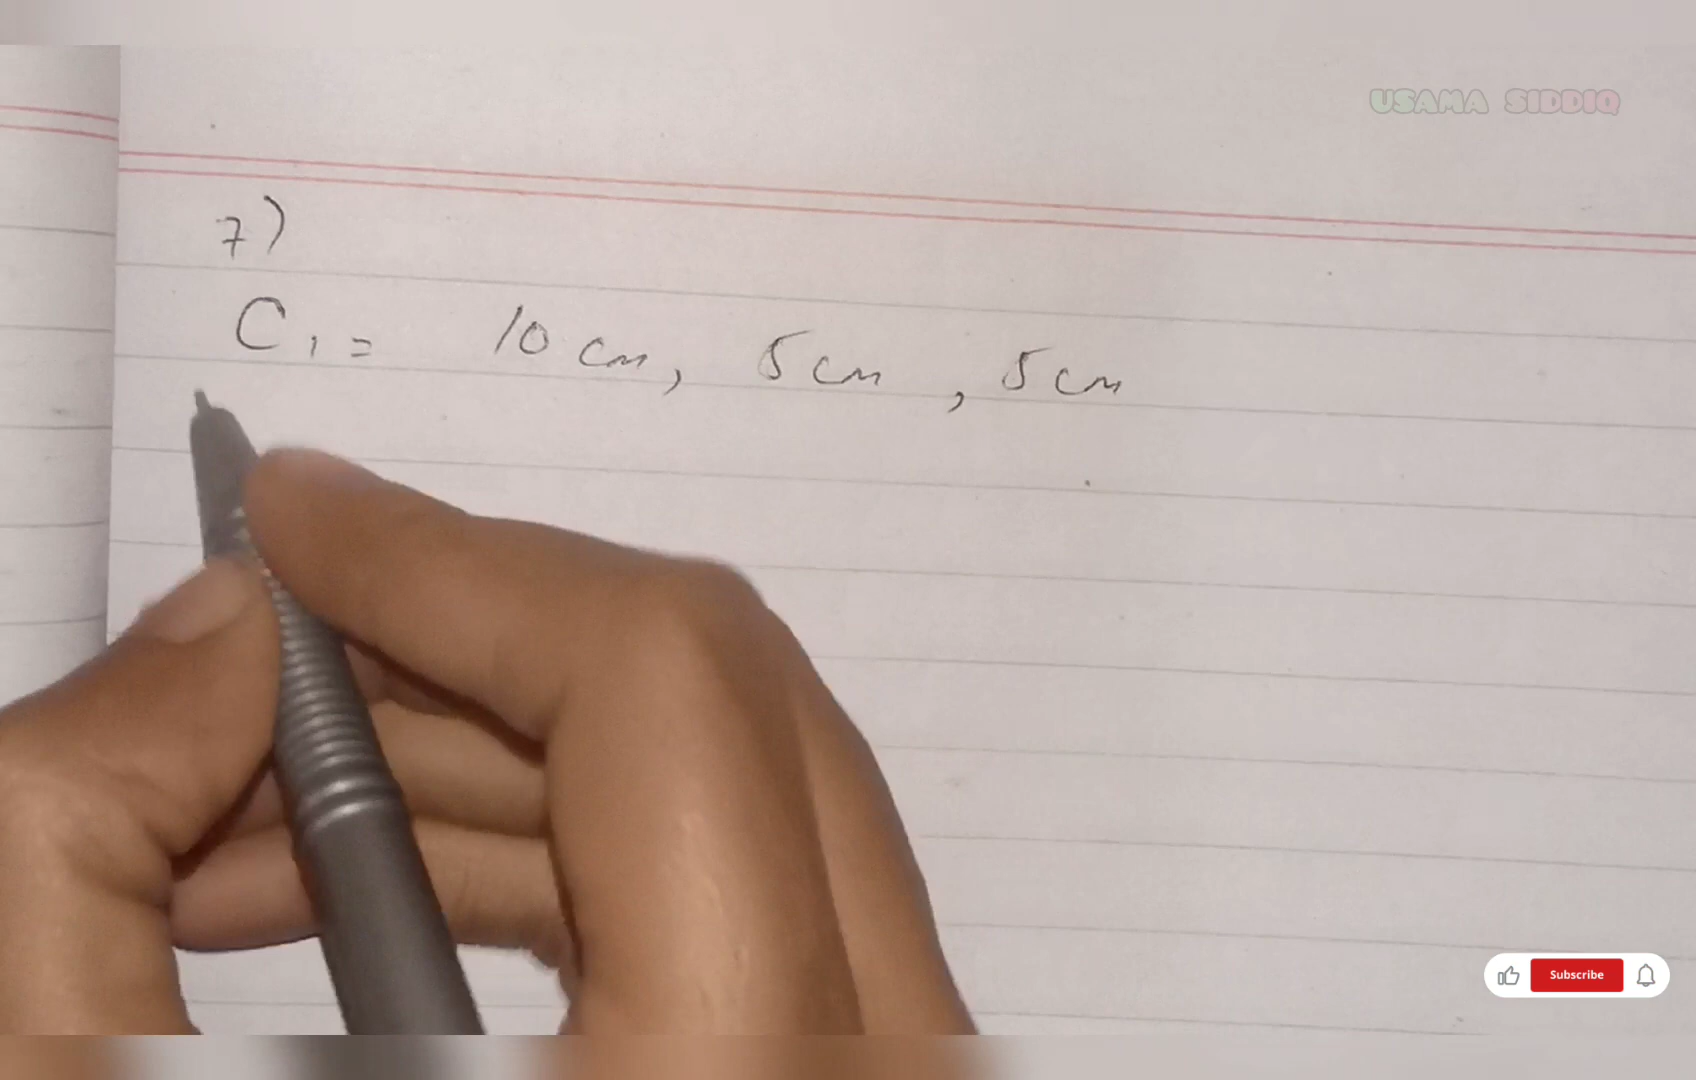 USAMA SIDDIQ
7)
C₁ = 10 cm, 5 cm, 5 cm
Subscribe